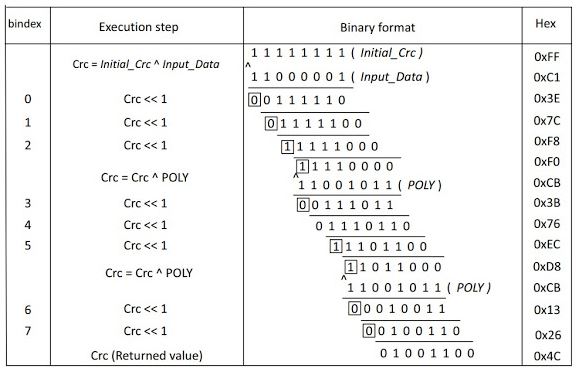 bindex Execution step Binary format Hex
1 1 1 1 1 1 1 1 ( Initial_Crc ) 0xFF
Crc = Initial_Crc ^ Input_Data
^
1 1 0 0 0 0 0 1 ( Input_Data ) 0xC1
0 Crc << 1 0 0 1 1 1 1 1 0 0x3E
1 Crc << 1 0 1 1 1 1 1 0 0 0x7C
2 Crc << 1 1 1 1 1 1 0 0 0 0xF8
1 1 1 1 0 0 0 0 0xF0
Crc = Crc ^ POLY
^
1 1 0 0 1 0 1 1 ( POLY ) 0xCB
3 Crc << 1 0 0 1 1 1 0 1 1 0x3B
4 Crc << 1 0 1 1 1 0 1 1 0 0x76
5 Crc << 1 1 1 1 0 1 1 0 0 0xEC
Crc = Crc ^ POLY 1 1 0 1 1 0 0 0 0xD8
^
1 1 0 0 1 0 1 1 ( POLY ) 0xCB
6 Crc << 1 0 0 0 1 0 0 1 1 0x13
7 Crc << 1 0 0 1 0 0 1 1 0 0x26
Crc (Returned value) 0 1 0 0 1 1 0 0 0x4C